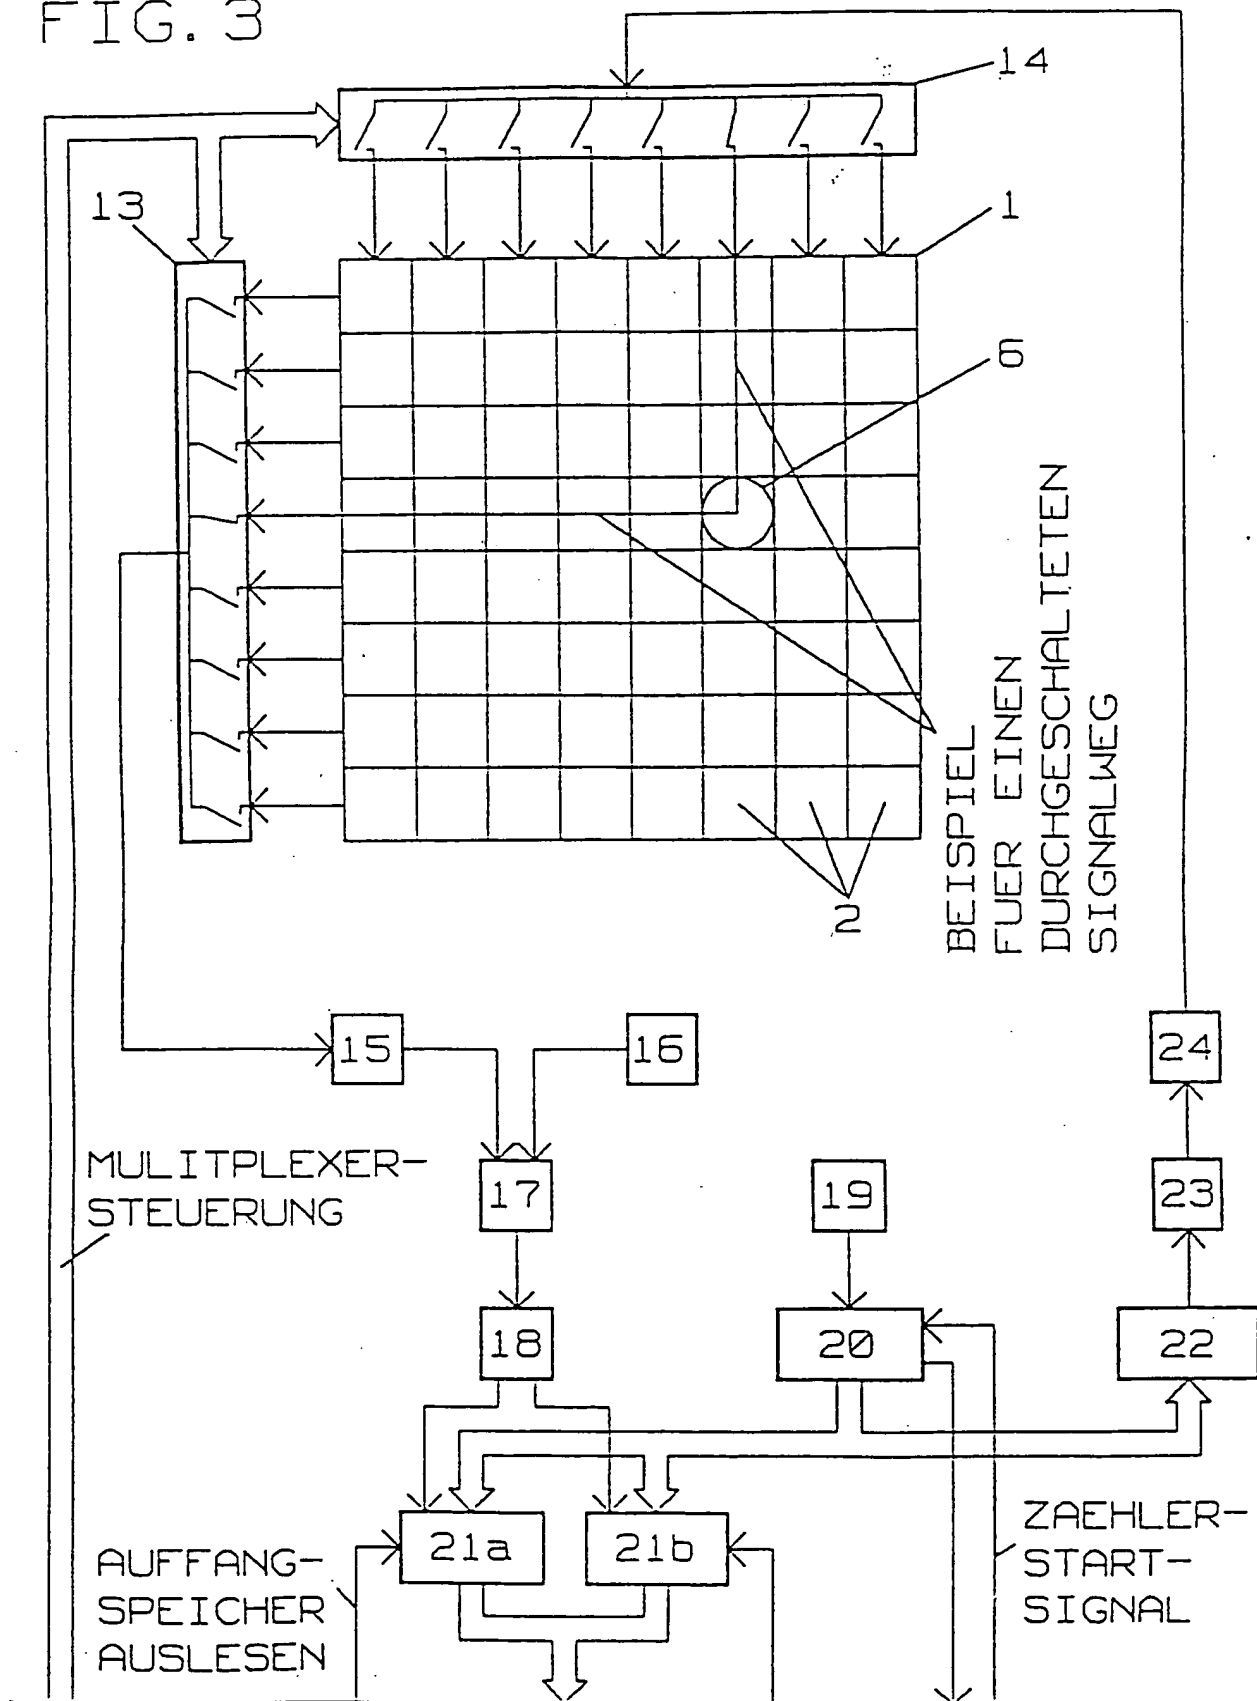 FIG. 3
14
13
1
6
BEISPIEL
FUER EINEN
DURCHGESCHALTETEN
SIGNALWEG
2
15
16
24
MULITPLEXER-
STEUERUNG
17
19
23
18
20
22
21a
21b
ZAEHLER-
START-
SIGNAL
AUFFANG-
SPEICHER
AUSLESEN